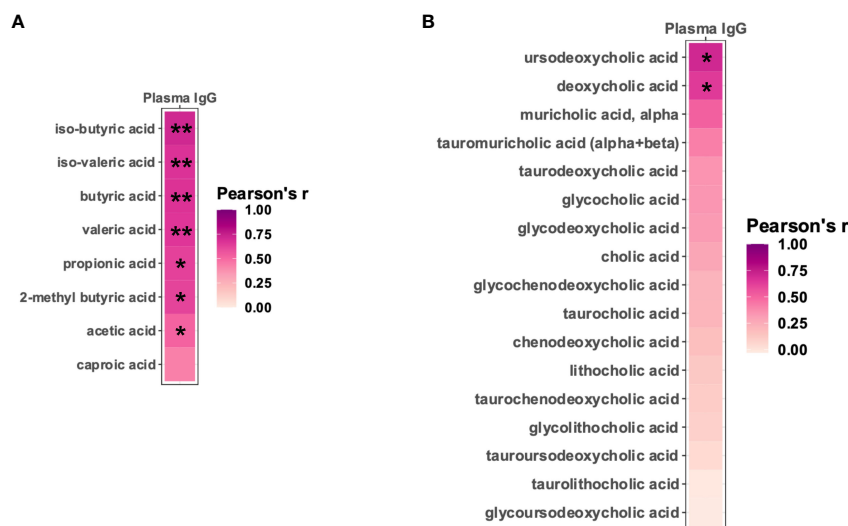 A
Plasma IgG
iso-butyric acid **
iso-valeric acid **
butyric acid **
valeric acid **
propionic acid *
2-methyl butyric acid *
acetic acid *
caproic acid
Pearson's r
1.00
0.75
0.50
0.25
0.00
B
Plasma IgG
ursodeoxycholic acid *
deoxycholic acid *
muricholic acid, alpha
tauromuricholic acid (alpha+beta)
taurodeoxycholic acid
glycocholic acid
glycodeoxycholic acid
cholic acid
glycochenodeoxycholic acid
taurocholic acid
chenodeoxycholic acid
lithocholic acid
taurochenodeoxycholic acid
glycolithocholic acid
tauroursodeoxycholic acid
taurolithocholic acid
glycoursodeoxycholic acid
Pearson's r
1.00
0.75
0.50
0.25
0.00